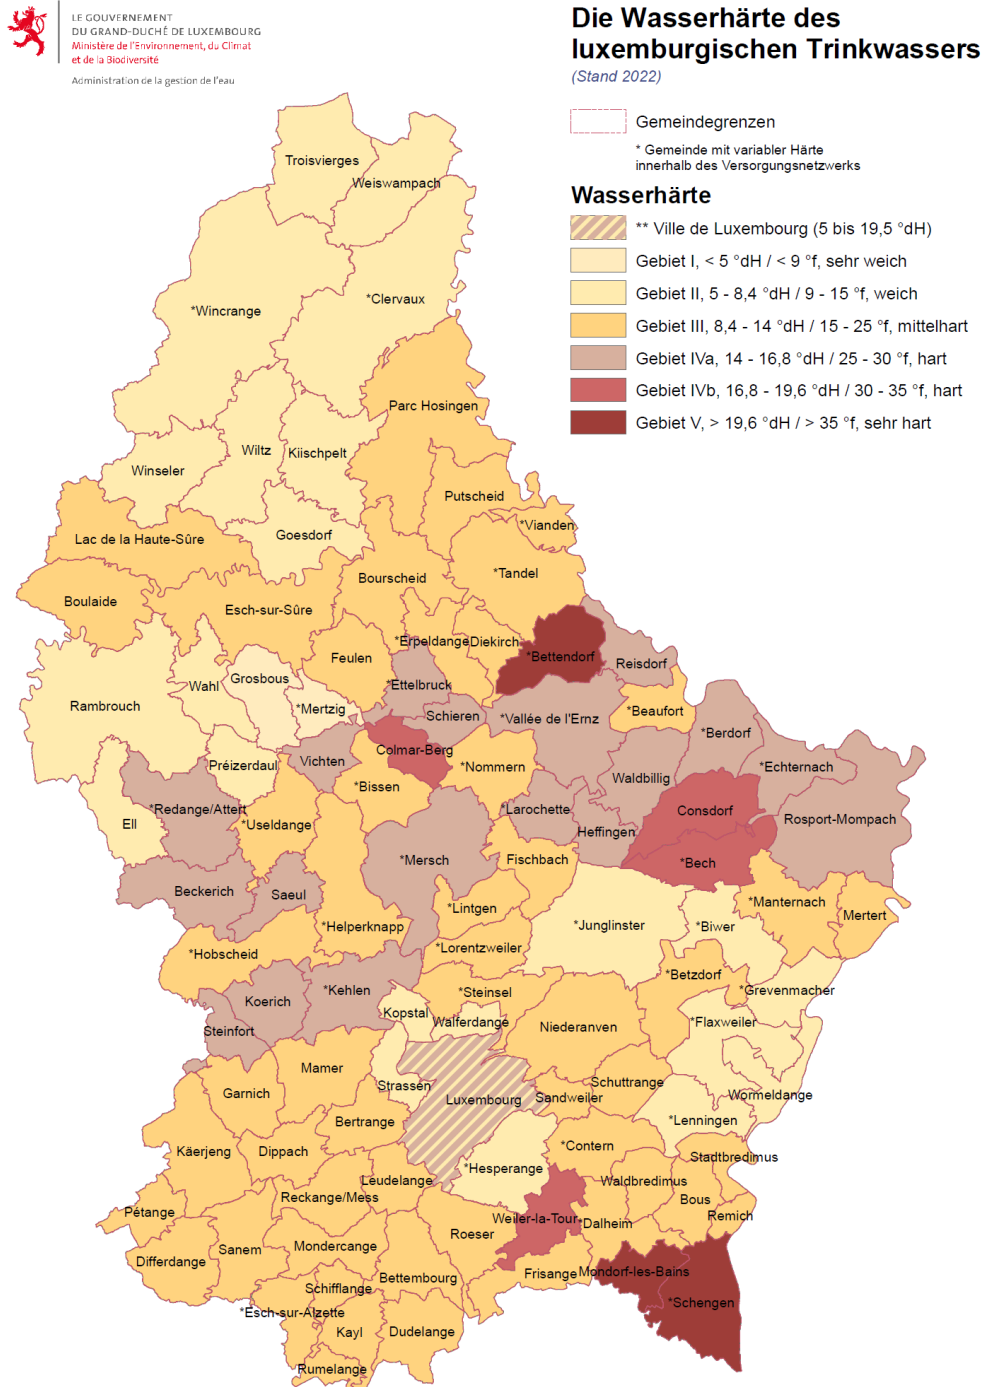 LE GOUVERNEMENT
DU GRAND-DUCHÉ DE LUXEMBOURG
Ministère de l'Environnement, du Climat
et de la Biodiversité
Administration de la gestion de l'eau
Die Wasserhärte des
luxemburgischen Trinkwassers
(Stand 2022)
Gemeindegrenzen
* Gemeinde mit variabler Härte
innerhalb des Versorgungsnetzwerks
Wasserhärte
** Ville de Luxembourg (5 bis 19,5 °dH)
Gebiet I, < 5 °dH / < 9 °f, sehr weich
Gebiet II, 5 - 8,4 °dH / 9 - 15 °f, weich
Gebiet III, 8,4 - 14 °dH / 15 - 25 °f, mittelhart
Gebiet IVa, 14 - 16,8 °dH / 25 - 30 °f, hart
Gebiet IVb, 16,8 - 19,6 °dH / 30 - 35 °f, hart
Gebiet V, > 19,6 °dH / > 35 °f, sehr hart
Troisvierges
Weiswampach
*Clervaux
*Wincrange
Parc Hosingen
Wiltz
Kiischpelt
Winseler
Putscheid
*Vianden
Goesdorf
Lac de la Haute-Sûre
*Tandel
Bourscheid
Boulaide
Esch-sur-Sûre
*Erpeldange
Diekirch
*Bettendorf
Feulen
Reisdorf
Grosbous
Wahl
*Ettelbruck
Rambrouch
*Mertzig
*Beaufort
Schieren
*Vallée de l'Ernz
*Berdorf
Colmar-Berg
Vichten
Préizerdaul
*Nommern
*Echternach
Waldbillig
*Bissen
*Redange/Attert
*Larochette
Consdorf
Rosport-Mompach
Ell
*Useldange
Heffingen
*Mersch
Fischbach
*Bech
Beckerich
Saeul
*Manternach
*Lintgen
Mertert
*Helperknapp
*Junglinster
*Biwer
*Lorentzweiler
*Hobscheid
*Betzdorf
*Kehlen
*Steinsel
*Grevenmacher
Koerich
Kopstal
Walferdange
*Flaxweiler
Niederanven
Steinfort
Mamer
Strassen
Schuttrange
Garnich
Luxembourg
Sandweiler
Wormeldange
Bertrange
*Lenningen
Käerjeng
Dippach
*Contern
Stadtbredimus
*Hesperange
Leudelange
Waldbredimus
Reckange/Mess
Bous
Pétange
Weiler-la-Tour
*Dalheim
Remich
Roeser
Mondercange
Sanem
Differdange
Bettembourg
Frisange
Mondorf-les-Bains
Schifflange
*Schengen
*Esch-sur-Alzette
Kayl
Dudelange
Rumelange